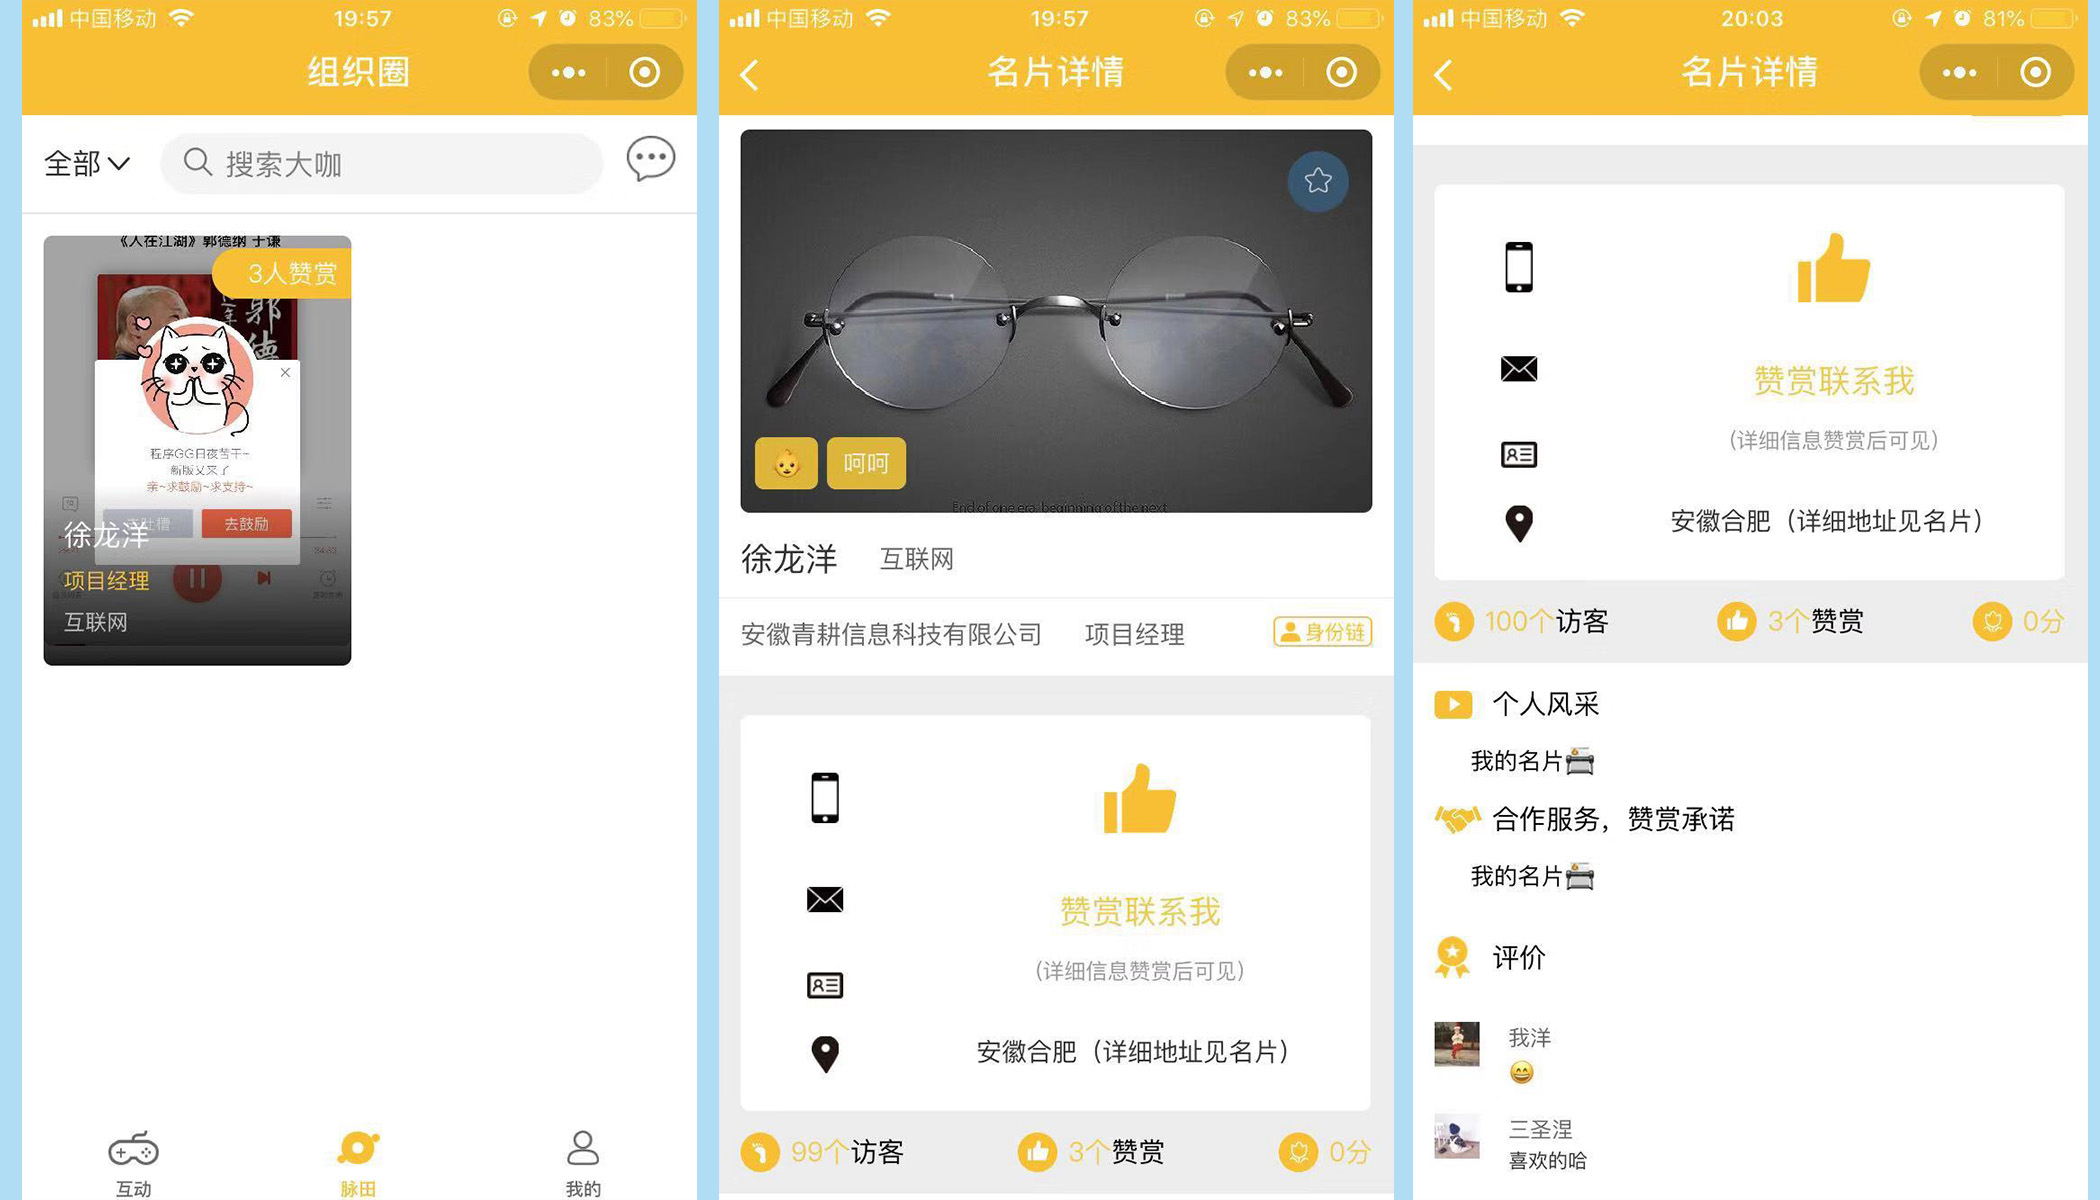 中国移动
19:57
83%
组织圈
全部
搜索大咖
《人在江湖》郭德纲 于谦
3人赞赏
程序GG日夜苦干~
新版又来了
亲~求鼓励~求支持~
去鼓励
徐龙洋
项目经理
互联网
互动
脉田
我的
中国移动
19:57
83%
名片详情
呵呵
End of one era, beginning of the next
徐龙洋
互联网
安徽青耕信息科技有限公司
项目经理
身份链
赞赏联系我
(详细信息赞赏后可见)
安徽合肥（详细地址见名片）
99个访客
3个赞赏
0分
中国移动
20:03
81%
名片详情
赞赏联系我
(详细信息赞赏后可见)
安徽合肥（详细地址见名片）
100个访客
3个赞赏
0分
个人风采
我的名片
合作服务，赞赏承诺
我的名片
评价
我洋
三圣涅
喜欢的哈